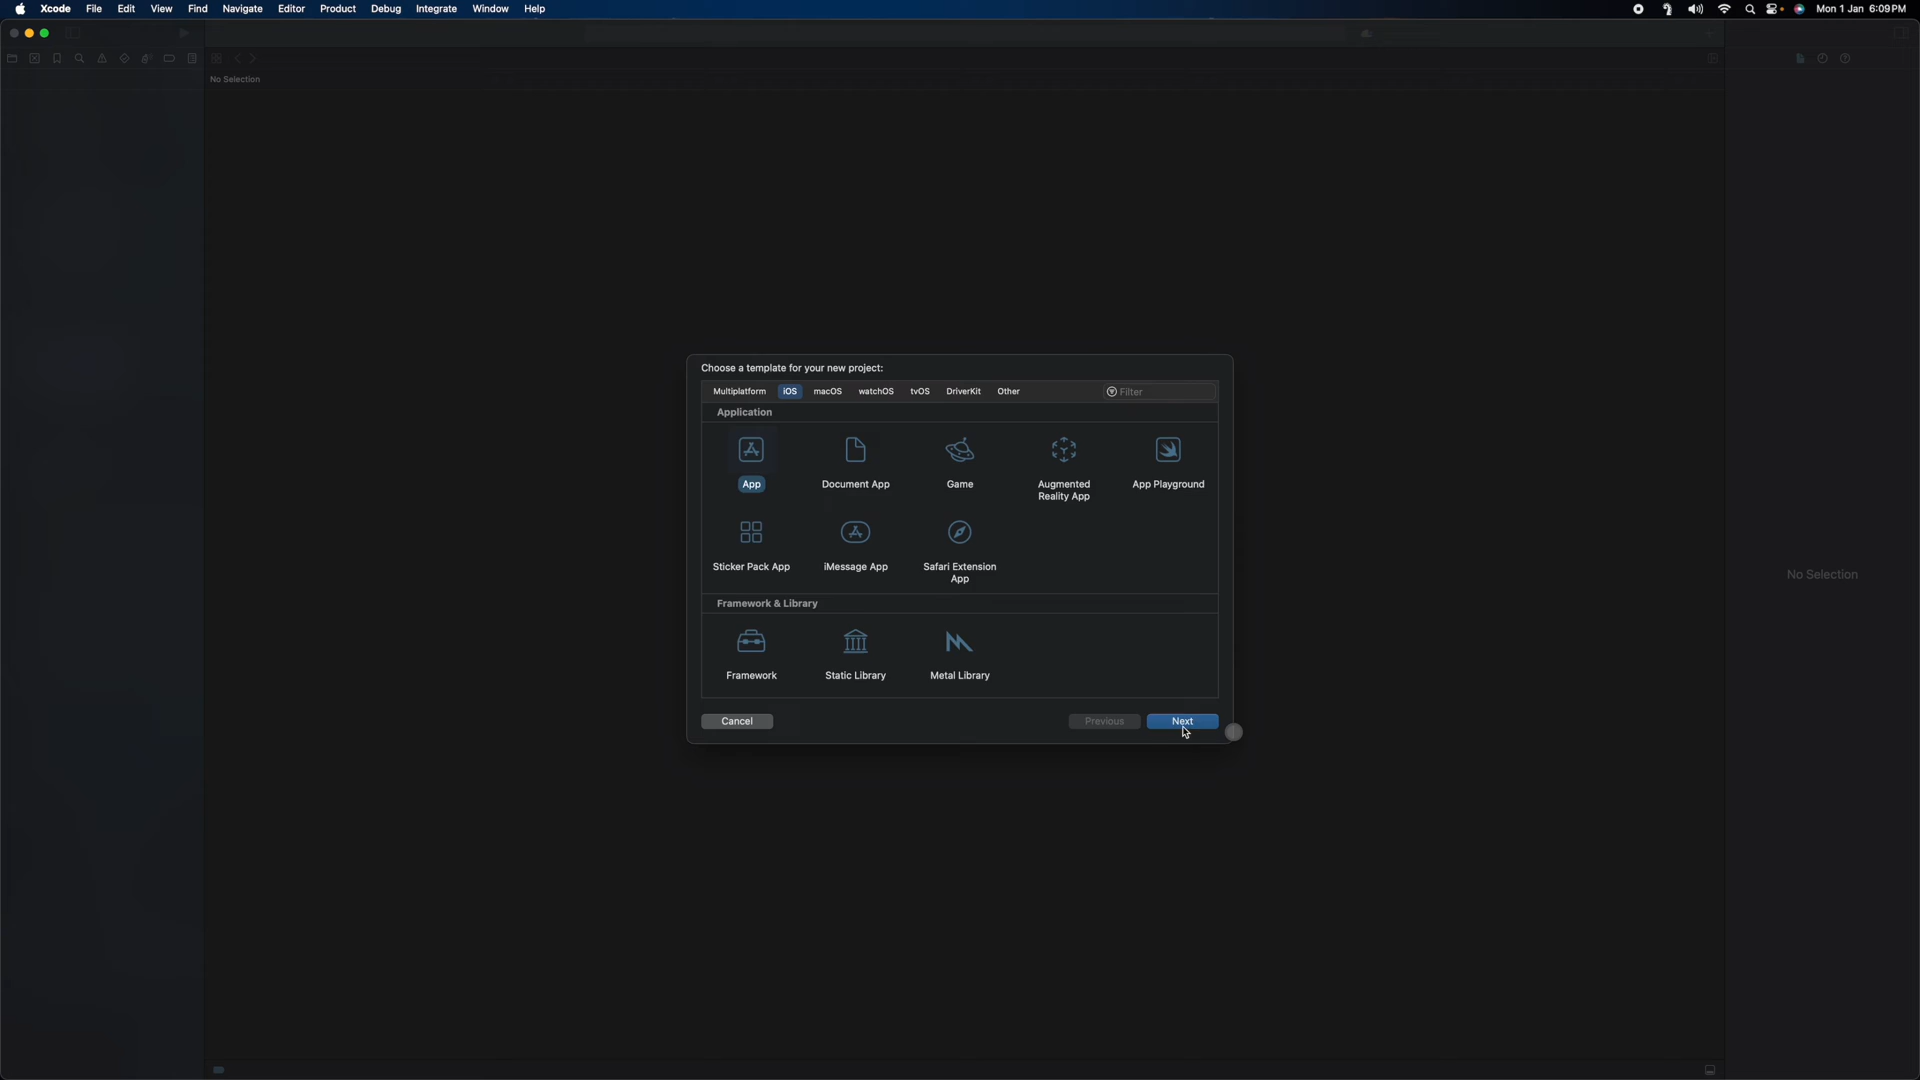 Xcode File Edit View Find Navigate Editor Product Debug Integrate Window Help Mon 1 Jan 6:09 PM
No Selection
Choose a template for your new project:
Multiplatform iOS macOS watchOS tvOS DriverKit Other Filter
Application
App Document App Game Augmented Reality App App Playground
Sticker Pack App iMessage App Safari Extension App
No Selection
Framework & Library
Framework Static Library Metal Library
Cancel Previous Next